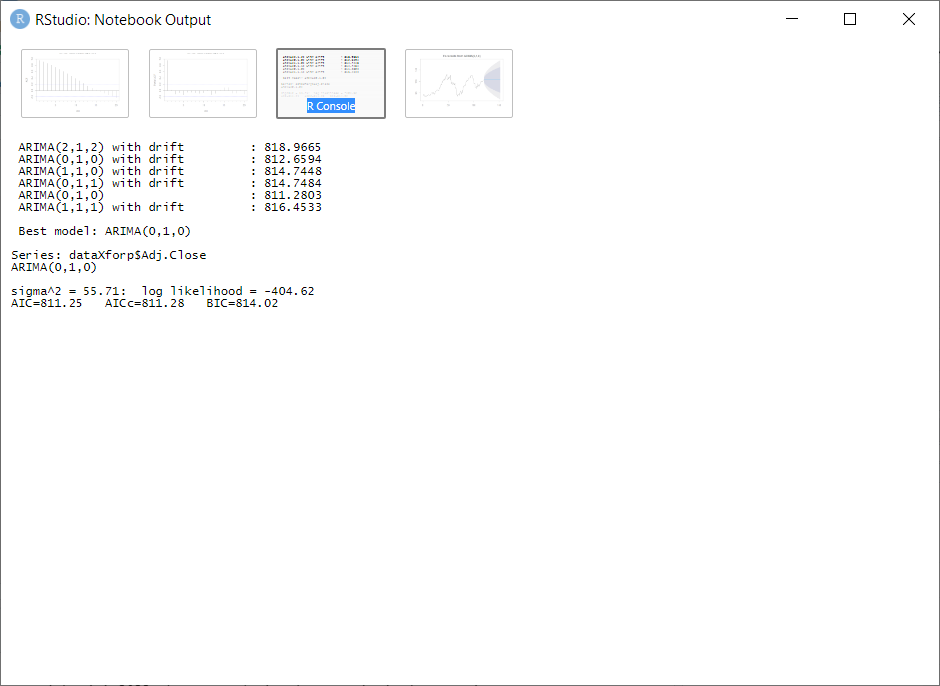 RStudio: Notebook Output
R Console
ARIMA(2,1,2) with drift         : 818.9665
ARIMA(0,1,0) with drift         : 812.6594
ARIMA(1,1,0) with drift         : 814.7448
ARIMA(0,1,1) with drift         : 814.7484
ARIMA(0,1,0)                    : 811.2803
ARIMA(1,1,1) with drift         : 816.4533
Best model: ARIMA(0,1,0)
Series: dataXforp$Adj.Close
ARIMA(0,1,0)
sigma^2 = 55.71:  log likelihood = -404.62
AIC=811.25   AICc=811.28   BIC=814.02